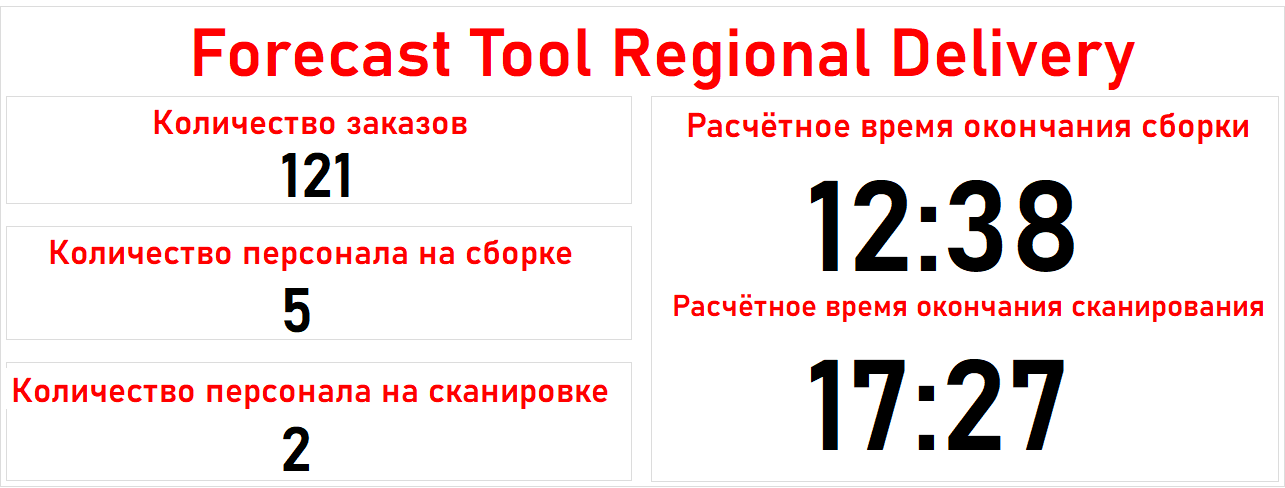 Forecast Tool Regional Delivery
Количество заказов
121
Количество персонала на сборке
5
Количество персонала на сканировке
2
Расчётное время окончания сборки
12:38
Расчётное время окончания сканирования
17:27